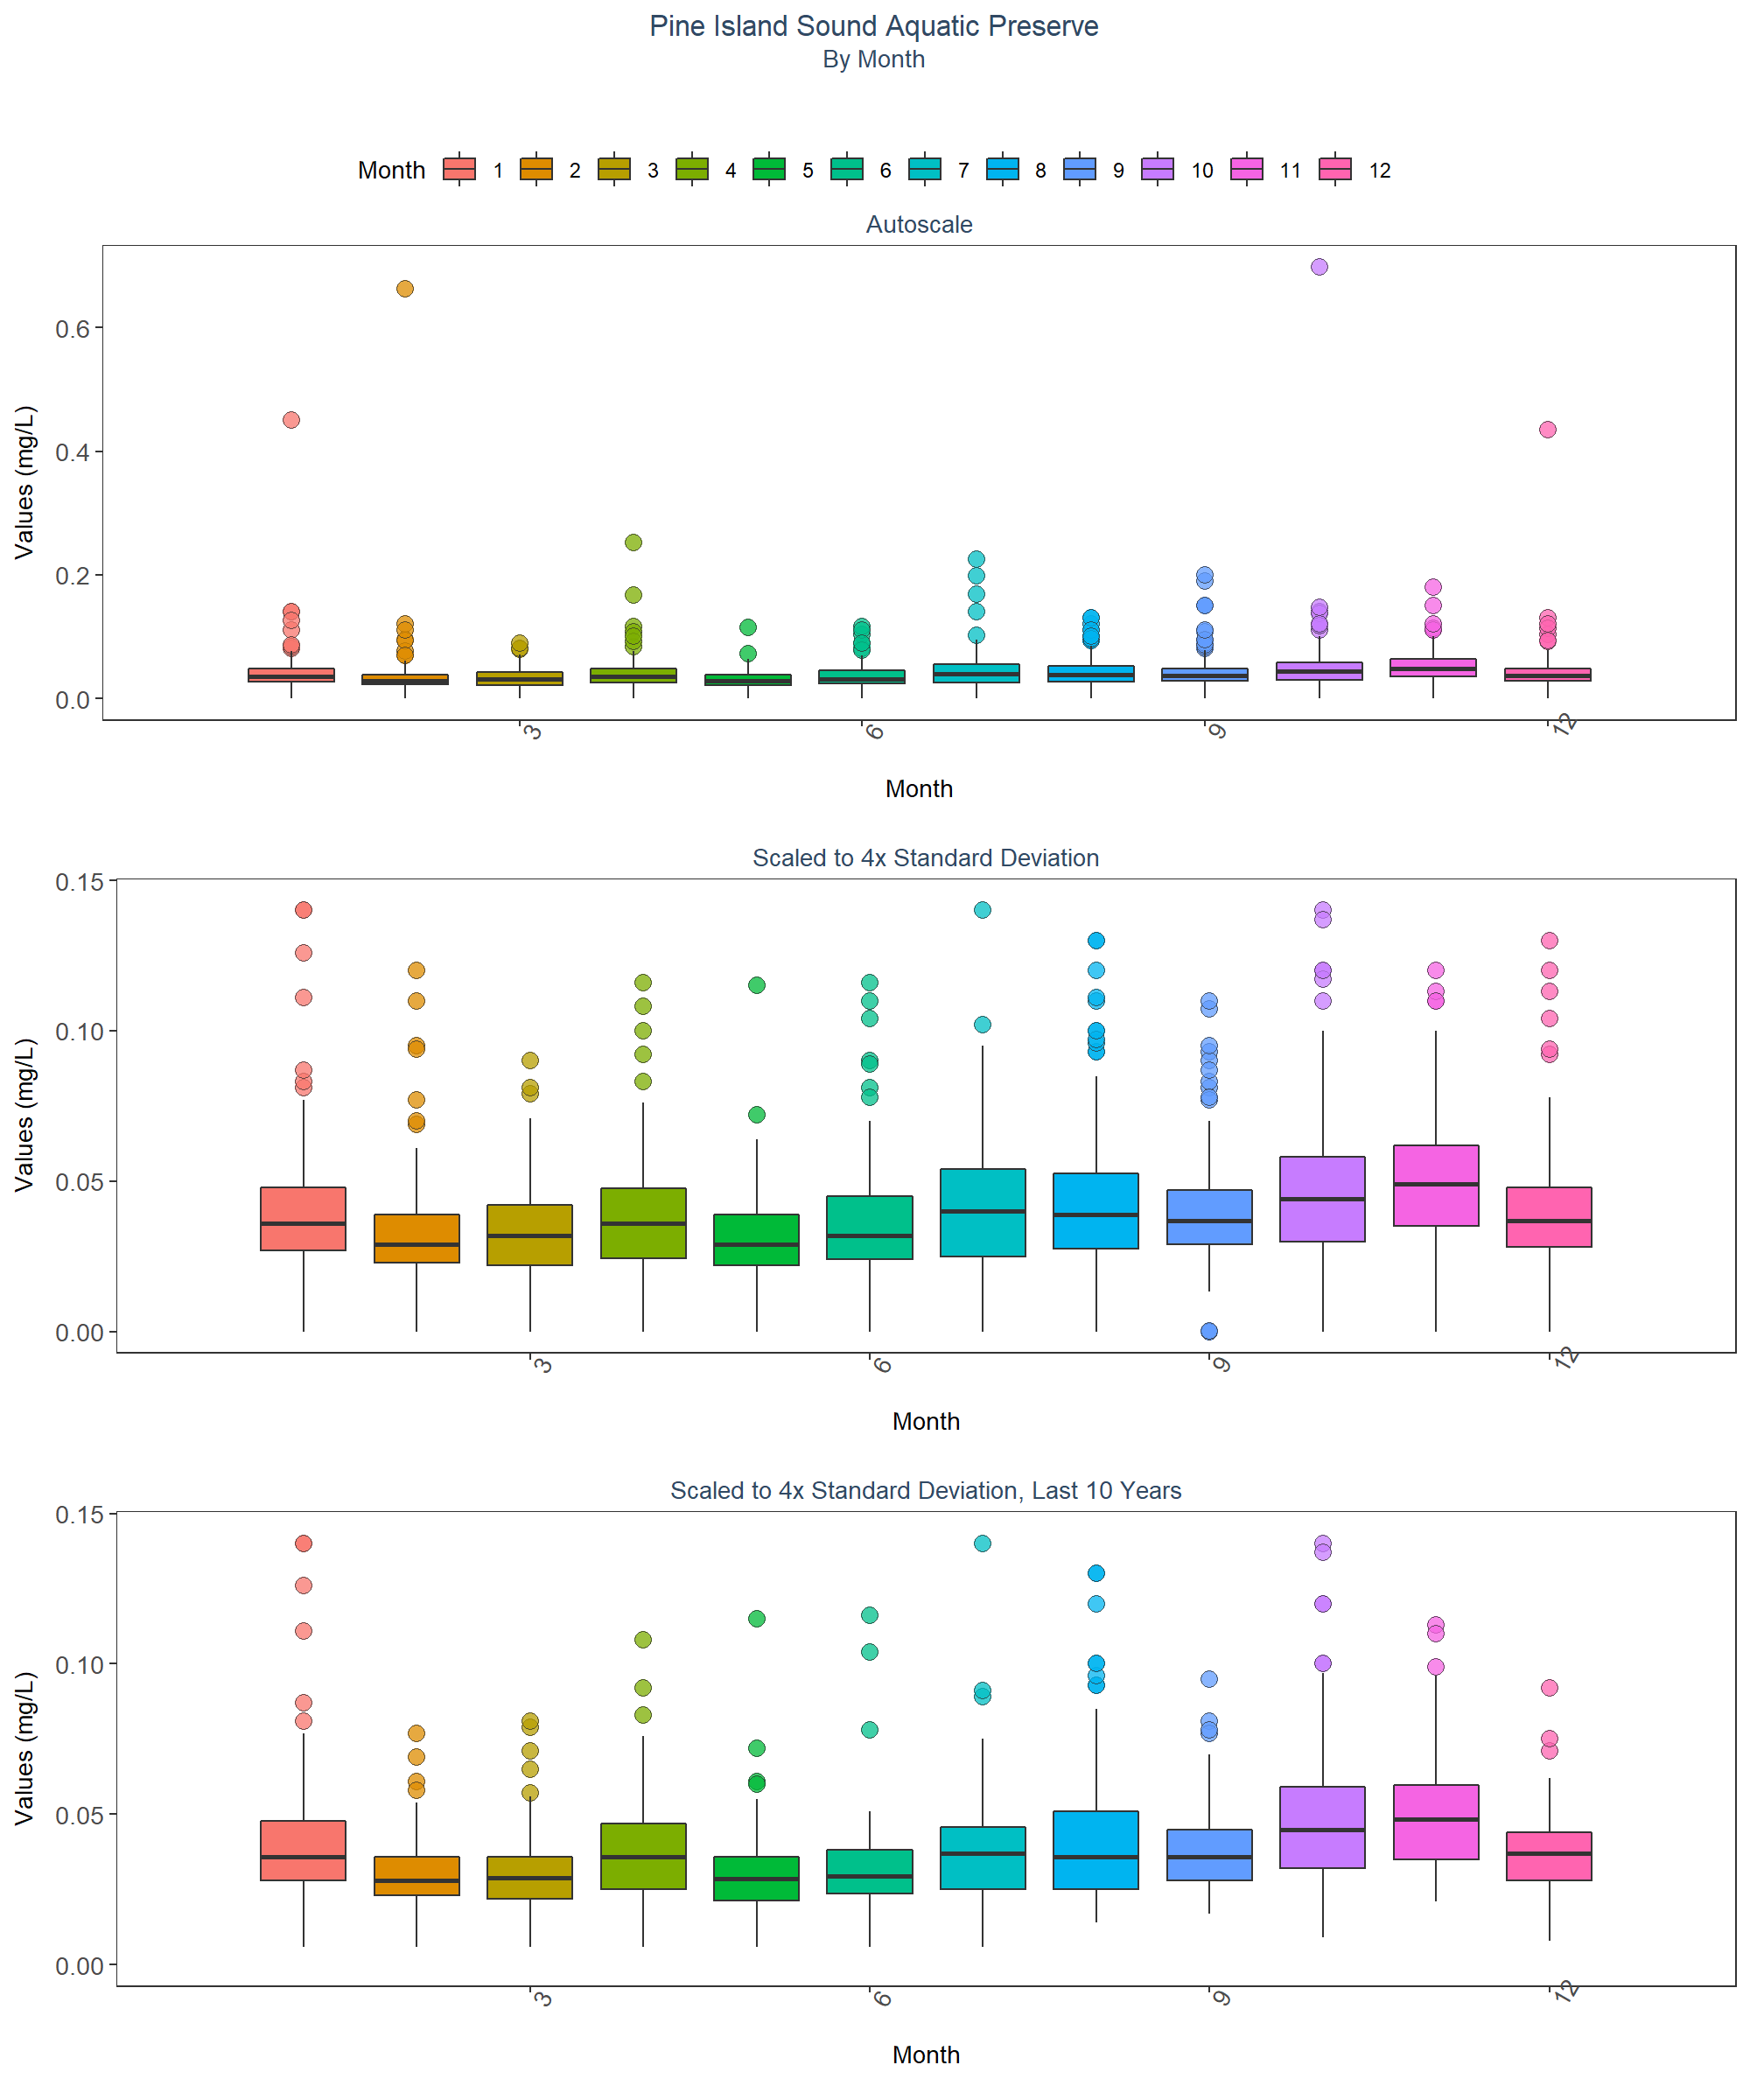 Pine Island Sound Aquatic Preserve
By Month
Month 1 2 3 4 5 6 7 8 9 10 11 12
Autoscale
Values (mg/L)
0.6
0.4
0.2
0.0
3 6 9 12
Month
Scaled to 4x Standard Deviation
Values (mg/L)
0.15
0.10
0.05
0.00
3 6 9 12
Month
Scaled to 4x Standard Deviation, Last 10 Years
Values (mg/L)
0.15
0.10
0.05
0.00
3 6 9 12
Month